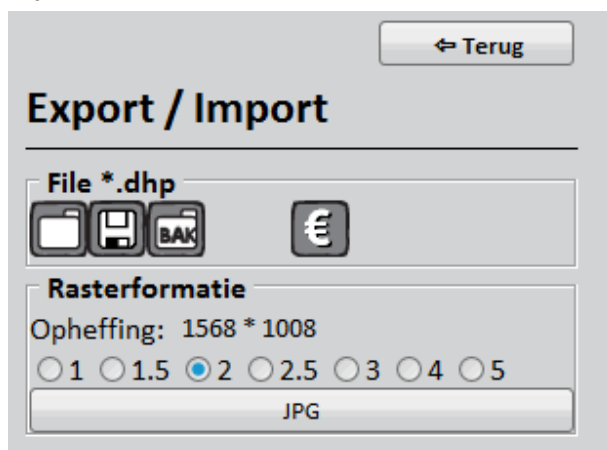 ⇦ Terug
Export / Import
File *.dhp
BAK €
Rasterformatie
Opheffing: 1568 * 1008
1 1.5 2 2.5 3 4 5
JPG